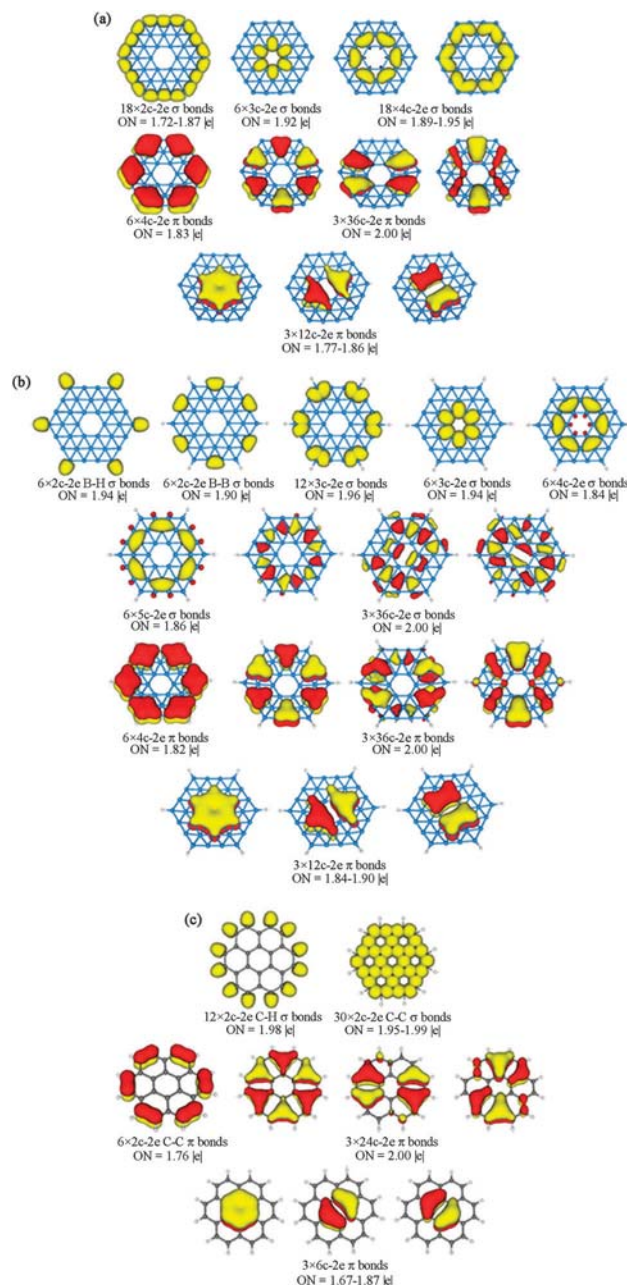 (a)
18×2c-2e σ bonds 6×3c-2e σ bonds 18×4c-2e σ bonds
ON = 1.72-1.87 |e| ON = 1.92 |e| ON = 1.89-1.95 |e|
6×4c-2e π bonds 3×36c-2e π bonds
ON = 1.83 |e| ON = 2.00 |e|
3×12c-2e π bonds
ON = 1.77-1.86 |e|
(b)
6×2c-2e B-H σ bonds 6×2c-2e B-B σ bonds 12×3c-2e σ bonds 6×3c-2e σ bonds 6×4c-2e σ bonds
ON = 1.94 |e| ON = 1.90 |e| ON = 1.96 |e| ON = 1.94 |e| ON = 1.84 |e|
6×5c-2e σ bonds 3×36c-2e σ bonds
ON = 1.86 |e| ON = 2.00 |e|
6×4c-2e π bonds 3×36c-2e π bonds
ON = 1.82 |e| ON = 2.00 |e|
3×12c-2e π bonds
ON = 1.84-1.90 |e|
(c)
12×2c-2e C-H σ bonds 30×2c-2e C-C σ bonds
ON = 1.98 |e| ON = 1.95-1.99 |e|
6×2c-2e C-C π bonds 3×24c-2e π bonds
ON = 1.76 |e| ON = 2.00 |e|
3×6c-2e π bonds
ON = 1.67-1.87 |e|